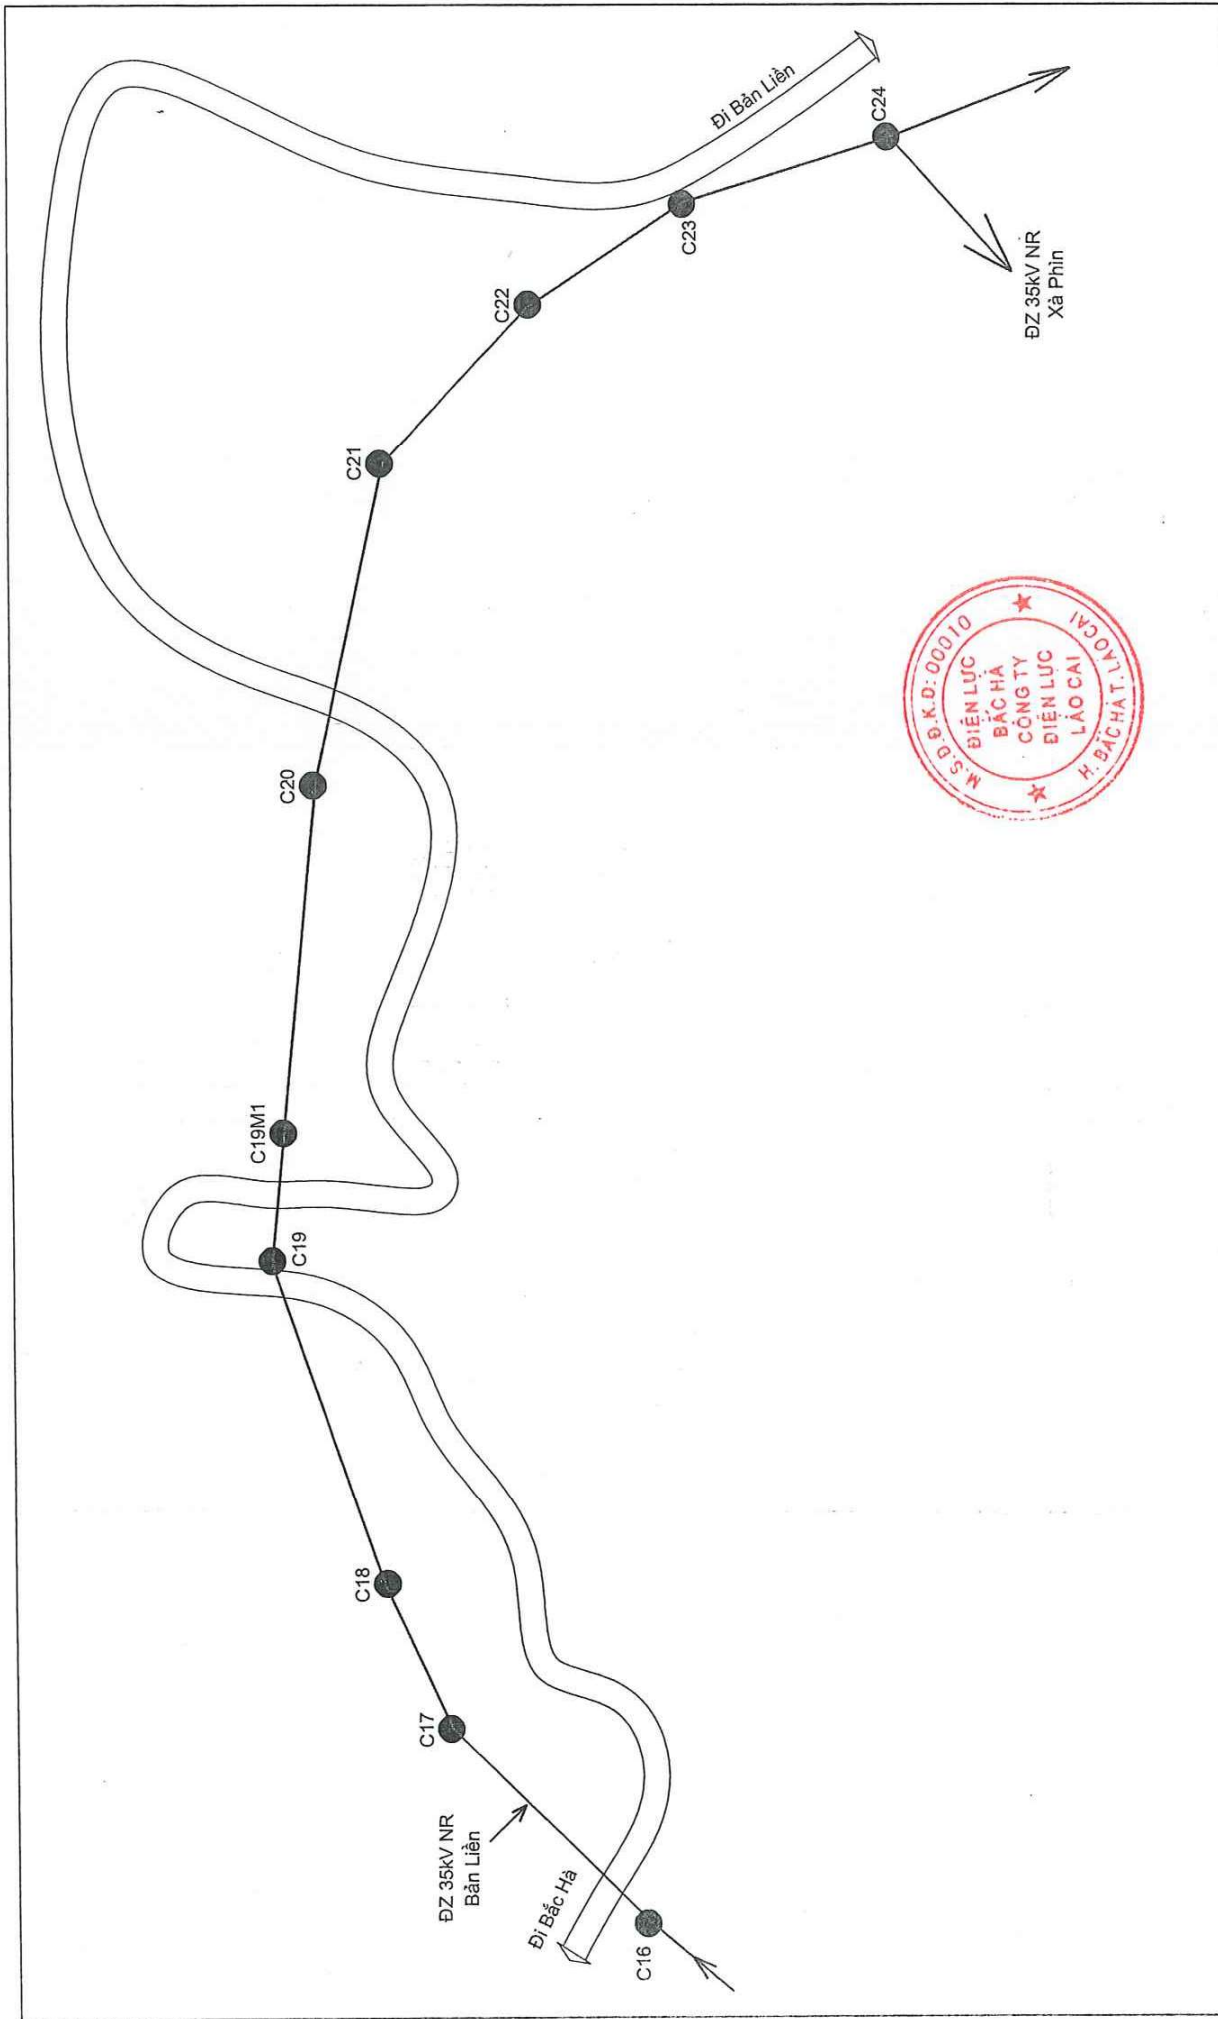 Đi Bản Liền
C24
C23
C22
ĐZ 35kV NR
Xà Phìn
C21
C20
C19M1
C19
C18
C17
ĐZ 35kV NR
Bản Liền
Đi Bắc Hà
C16
M.S.D.Đ.K.D: 00010
ĐIỆN LỰC
BẮC HÀ
CÔNG TY
ĐIỆN LỰC
LÀO CAI
H. BẮC HÀ T. LÀO CAI